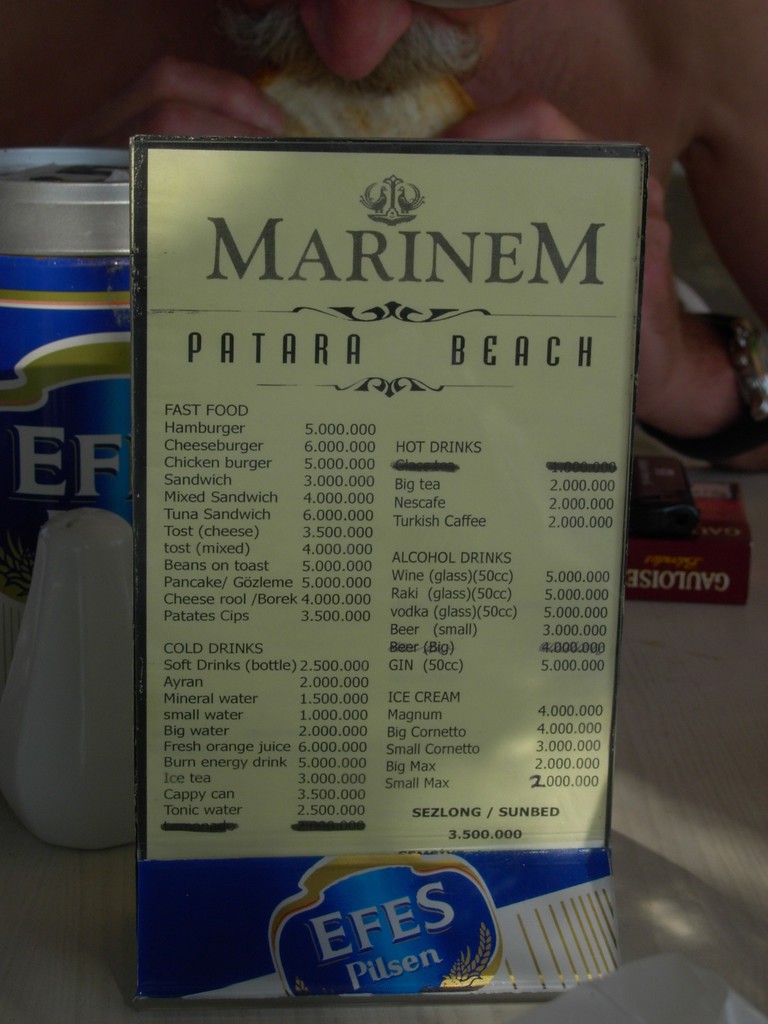 MARINEM
PATARA BEACH
FAST FOOD
Hamburger 5.000.000
Cheeseburger 6.000.000
Chicken burger 5.000.000
Sandwich 3.000.000
Mixed Sandwich 4.000.000
Tuna Sandwich 6.000.000
Tost (cheese) 3.500.000
tost (mixed) 4.000.000
Beans on toast 5.000.000
Pancake/ Gözleme 5.000.000
Cheese rool /Borek 4.000.000
Patates Cips 3.500.000
COLD DRINKS
Soft Drinks (bottle) 2.500.000
Ayran 2.000.000
Mineral water 1.500.000
small water 1.000.000
Big water 2.000.000
Fresh orange juice 6.000.000
Burn energy drink 5.000.000
Ice tea 3.000.000
Cappy can 3.500.000
Tonic water 2.500.000
HOT DRINKS
Big tea 2.000.000
Nescafe 2.000.000
Turkish Caffee 2.000.000
ALCOHOL DRINKS
Wine (glass)(50cc) 5.000.000
Raki (glass)(50cc) 5.000.000
vodka (glass)(50cc) 5.000.000
Beer (small) 3.000.000
Beer (Big) 4.000.000
GIN (50cc) 5.000.000
ICE CREAM
Magnum 4.000.000
Big Cornetto 4.000.000
Small Cornetto 3.000.000
Big Max 2.000.000
Small Max 2.000.000
SEZLONG / SUNBED
3.500.000
EFES
Pilsen
EF
GAULOISE